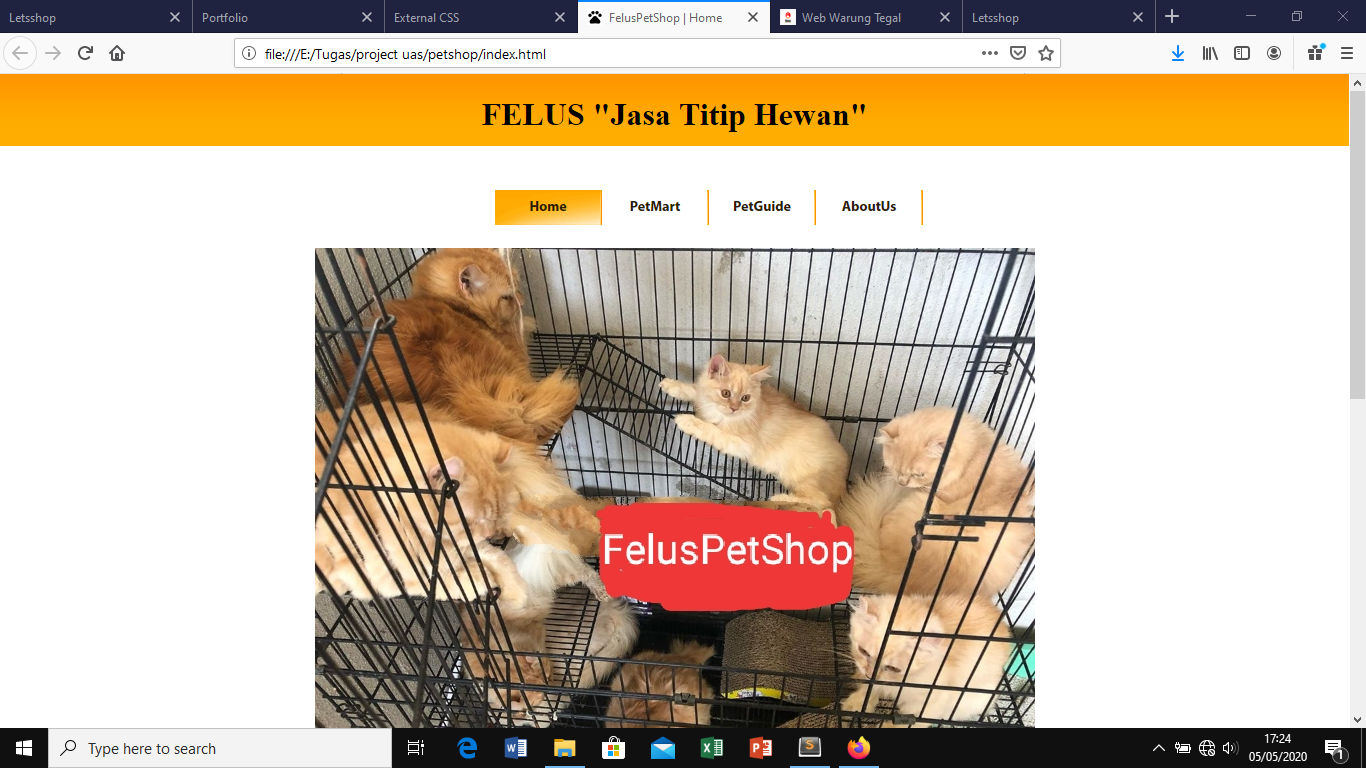 Letsshop
Portfolio
External CSS
FelusPetShop | Home
Web Warung Tegal
Letsshop
file:///E:/Tugas/project uas/petshop/index.html
FELUS "Jasa Titip Hewan"
Home
PetMart
PetGuide
AboutUs
FelusPetShop
Type here to search
17:24
05/05/2020
1